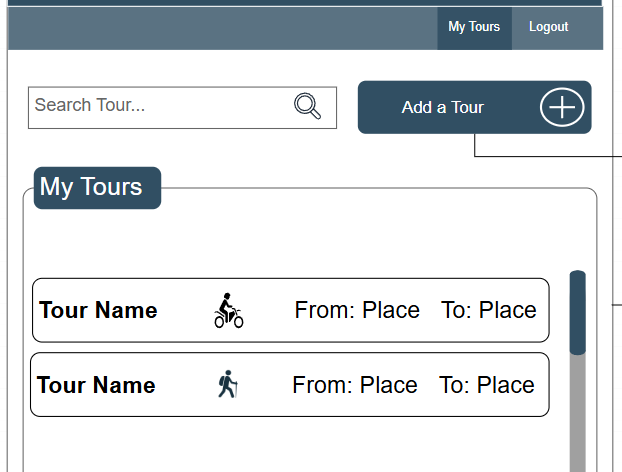 My Tours Logout
Search Tour... Add a Tour
My Tours
Tour Name From: Place To: Place
Tour Name From: Place To: Place